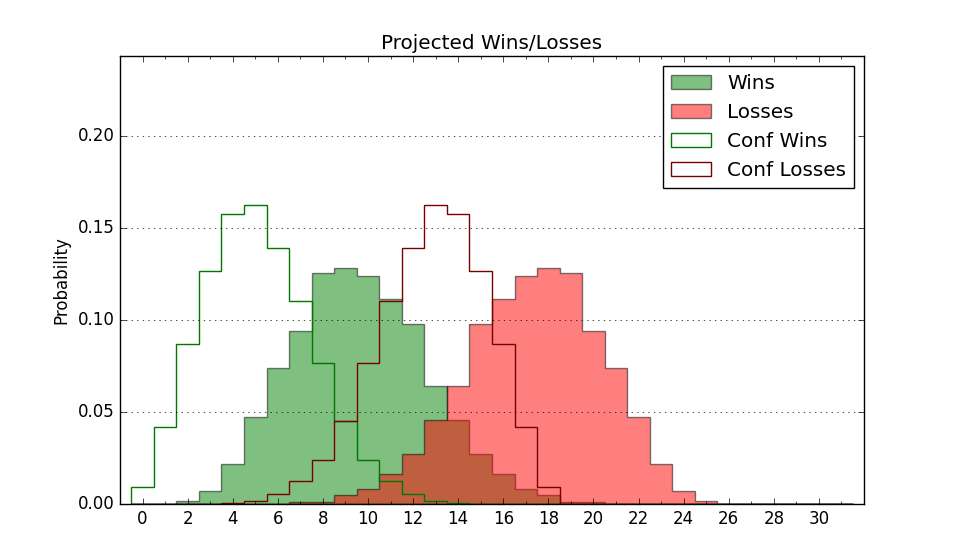 Projected Wins/Losses
Wins
Losses
Conf Wins
Conf Losses
Probability
0.20
0.15
0.10
0.05
0.00
0 2 4 6 8 10 12 14 16 18 20 22 24 26 28 30